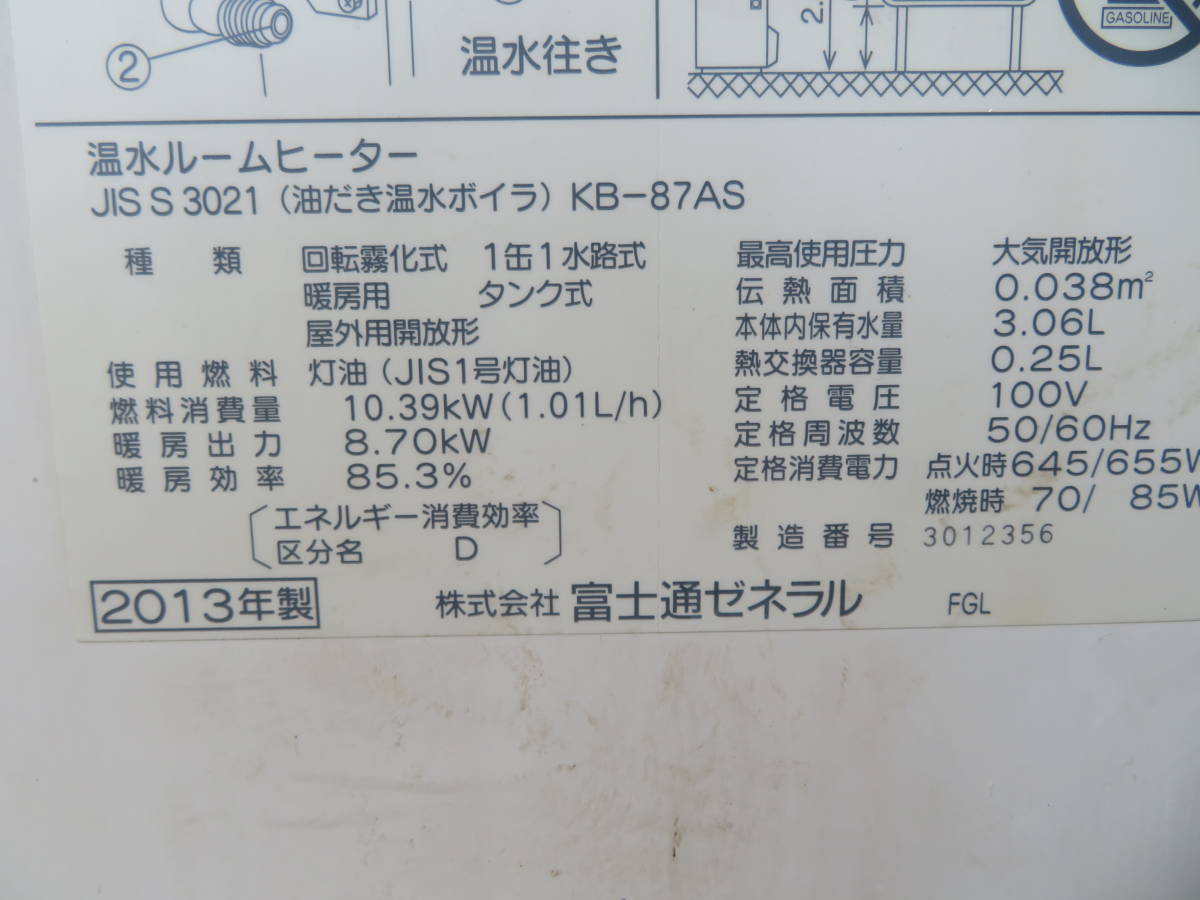 GASOLINE
2.
②
温水往き
温水ルームヒーター
JIS S 3021（油だき温水ボイラ）KB-87AS
種類 回転霧化式 1缶1水路式
暖房用 タンク式
屋外用開放形
使用燃料 灯油（JIS1号灯油）
燃料消費量 10.39kW(1.01L/h)
暖房出力 8.70kW
暖房効率 85.3%
エネルギー消費効率
区分名 D
最高使用圧力 大気開放形
伝熱面積 0.038m²
本体内保有水量 3.06L
熱交換器容量 0.25L
定格電圧 100V
定格周波数 50/60Hz
定格消費電力 点火時645/655W
燃焼時 70/ 85W
製造番号 3012356
2013年製 株式会社 富士通ゼネラル FGL